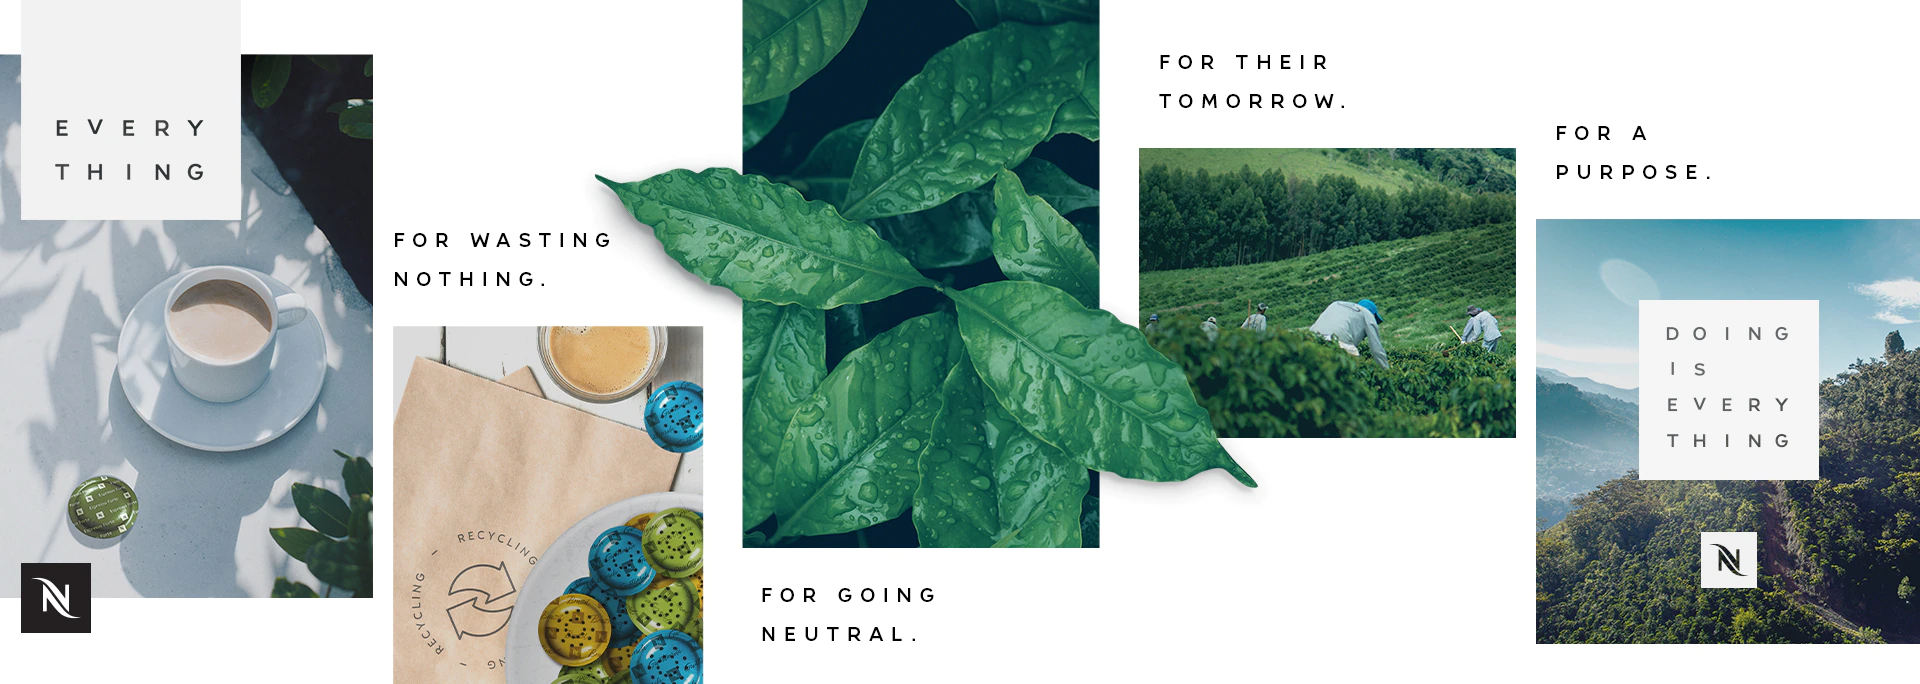 EVERY
THING
N
FOR WASTING
NOTHING.
RECYCLING
RECYCLING
FOR GOING
NEUTRAL.
FOR THEIR
TOMORROW.
FOR A
PURPOSE.
DOING
IS
EVERY
THING
N